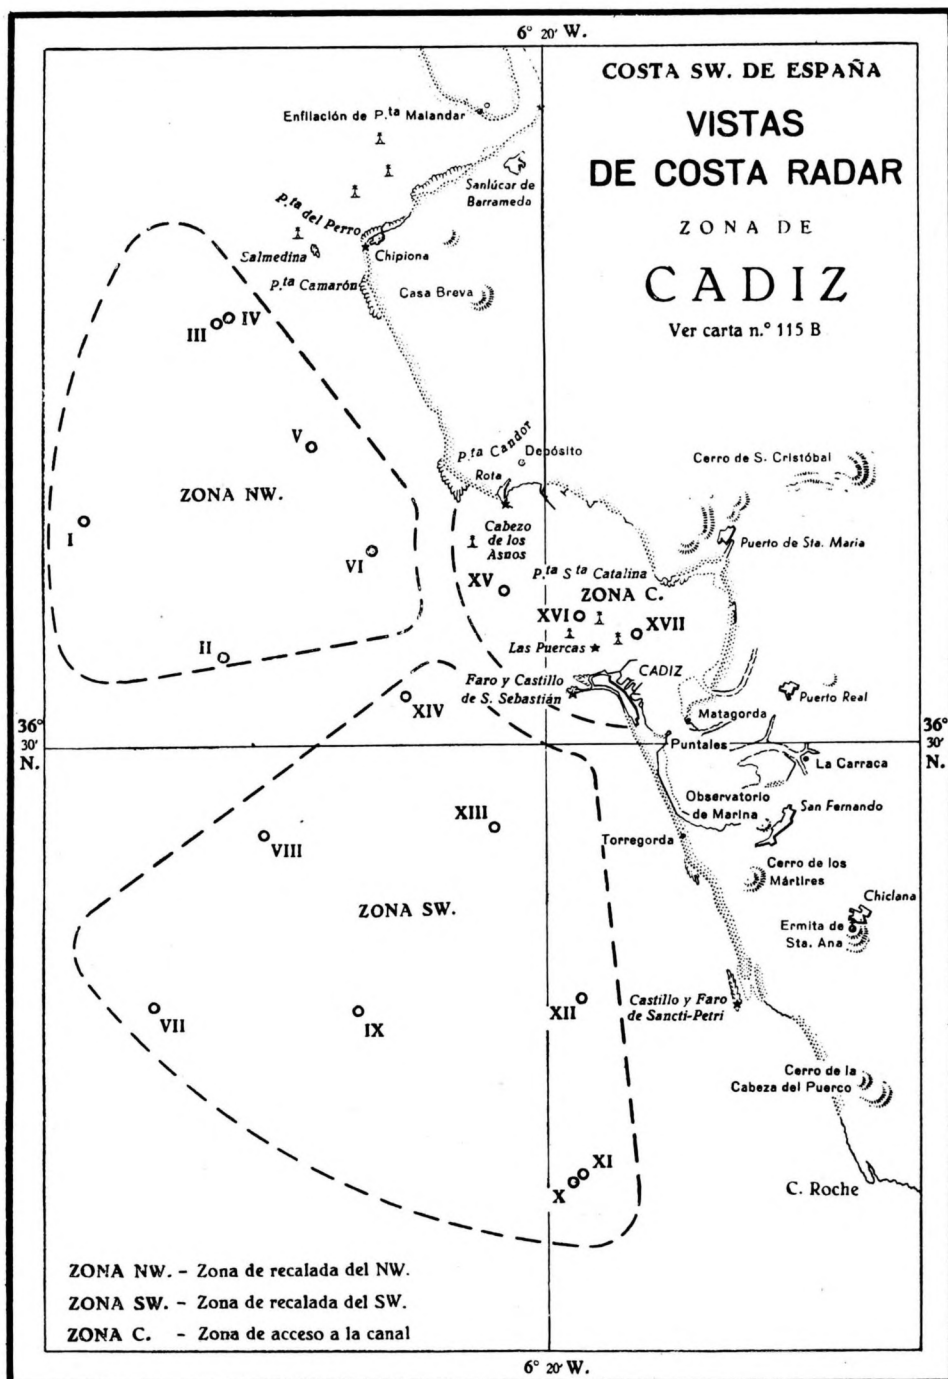 6° 20' W.
COSTA SW. DE ESPAÑA
VISTAS
DE COSTA RADAR
ZONA DE
CADIZ
Ver carta n.° 115 B
Enfilación de P.ta Malandar
Sanlúcar de
Barrameda
P.ta del Perro
Salmedina
Chipiona
P.ta Camarón
Casa Breva
IV
III
V
ZONA NW.
I
VI
II
P.ta Candor
Depósito
Rota
Cerro de S. Cristóbal
Cabezo
de los
Asnos
Puerto de Sta. Maria
P.ta Sta Catalina
XV
ZONA C.
XVI
XVII
Las Puercas
CADIZ
Faro y Castillo
de S. Sebastián
Puerto Real
XIV
Matagorda
36°
30'
N.
36°
30'
N.
Puntales
La Carraca
Observatorio
de Marina
San Fernando
XIII
VIII
Torregorda
Cerro de los
Mártires
Chiclana
ZONA SW.
Ermita de
Sta. Ana
VII
IX
XII
Castillo y Faro
de Sancti-Petri
Cerro de la
Cabeza del Puerco
XI
X
C. Roche
ZONA NW. - Zona de recalada del NW.
ZONA SW. - Zona de recalada del SW.
ZONA C. - Zona de acceso a la canal
6° 20' W.